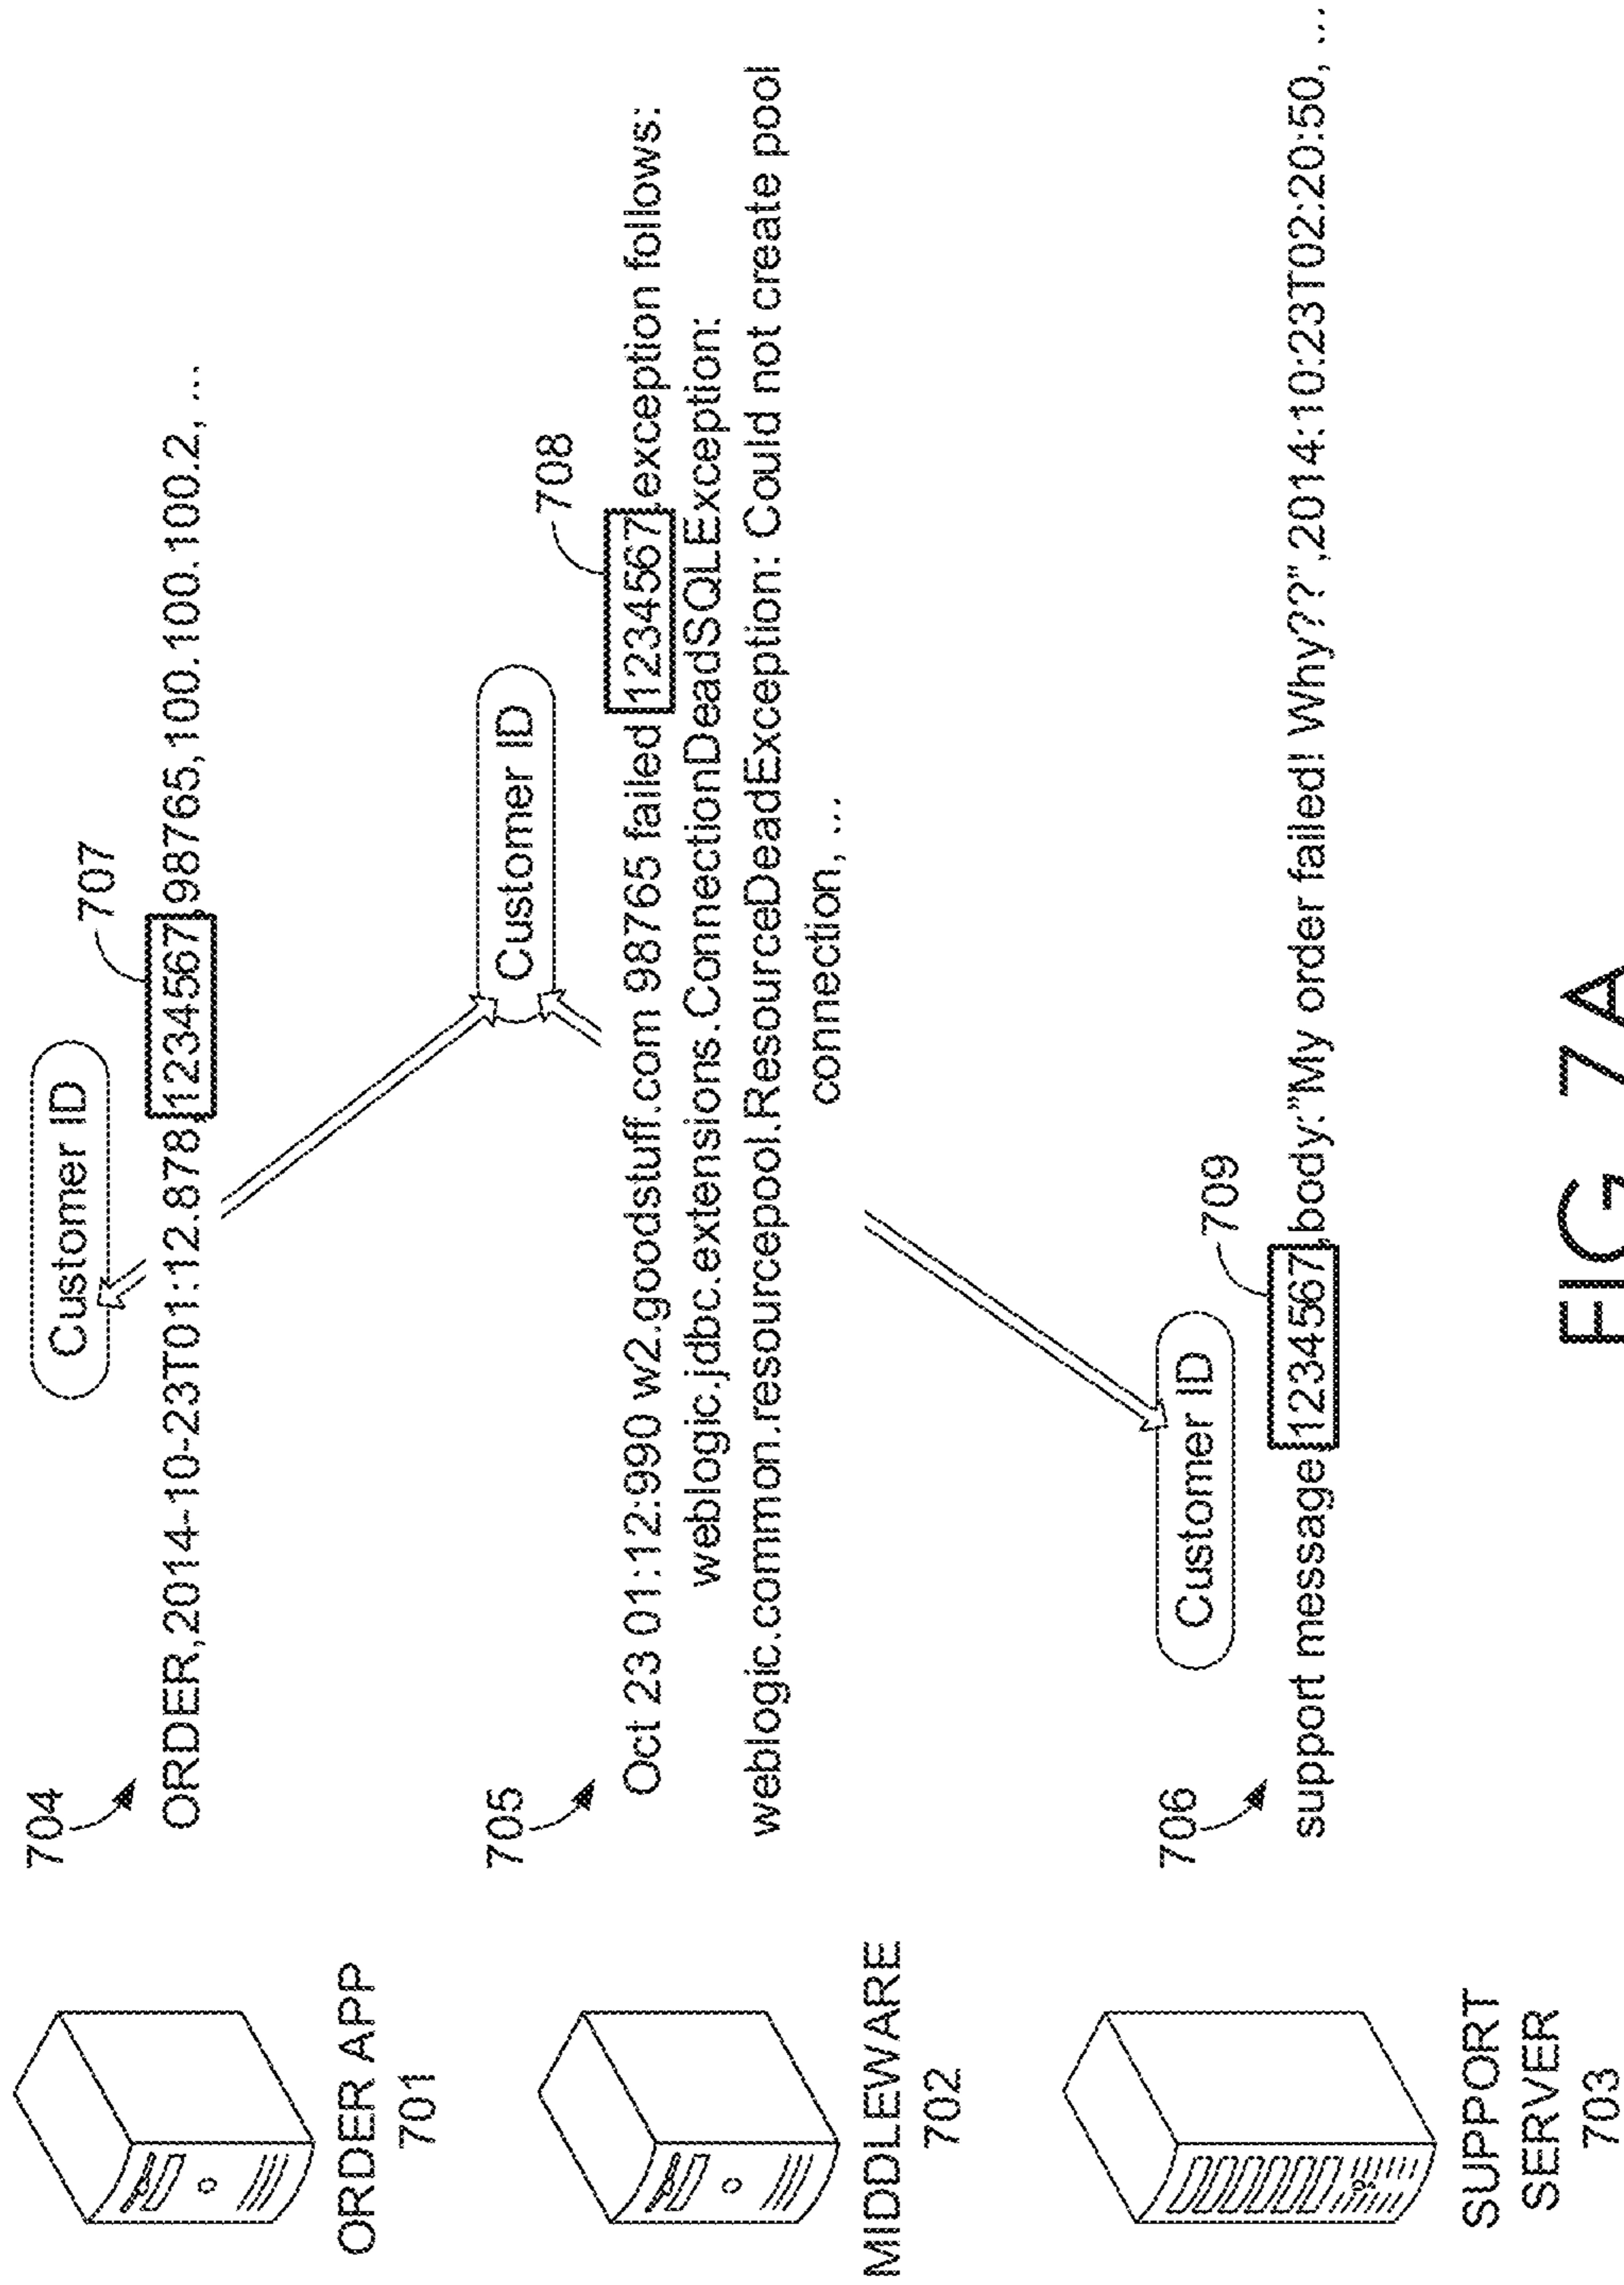 704
Customer ID
707
ORDER,2014-10-23T01:12.878,1234567,98765,100.100.100.2, ...
ORDER APP
701
Customer ID
705
708
Oct 23 01:12:990 w2.goodstuff.com 98765 failed 1234567,exception follows:
weblogic.jdbc.extensions.ConnectionDeadSQLException:
weblogic.common.resourcepool.ResourceDeadException: Could not create pool
connection, ...
MIDDLEWARE
702
706
Customer ID
709
support message 1234567,body:"My order failed! Why??",2014:10:23T02:20:50, ...
SUPPORT
SERVER
703
FIG. 7A